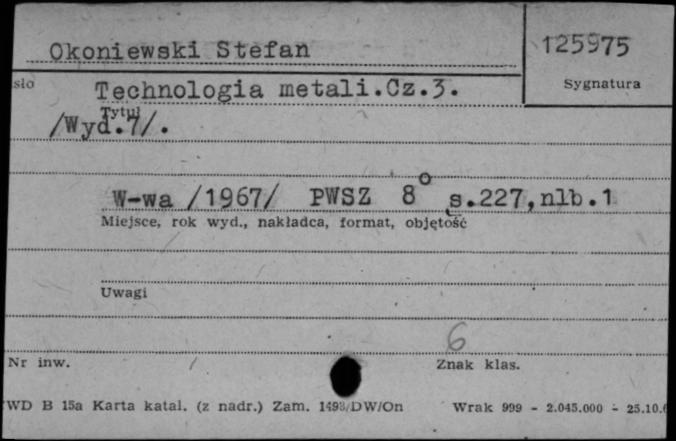 Okoniewski Stefan
125975
sło
Sygnatura
Technologia metali.Cz.3.
Tytuł
/Wyd.7/.
W-wa /1967/ PWSZ 8° s.227,nlb.1
Miejsce, rok wyd., nakładca, format, objętość
Uwagi
6
Nr inw.
Znak klas.
WD B 15a Karta katal. (z nadr.) Zam. 1493/DW/On Wrak 999 - 2.045.000 - 25.10.